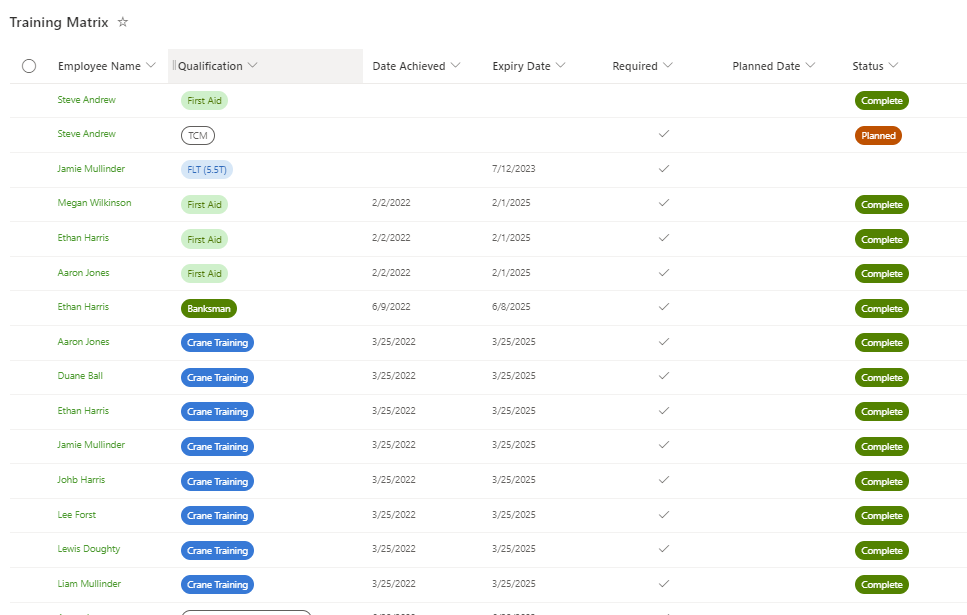 Training Matrix
Employee Name Qualification Date Achieved Expiry Date Required Planned Date Status
Steve Andrew First Aid Complete
Steve Andrew TCM Planned
Jamie Mullinder FLT (5.5T) 7/12/2023
Megan Wilkinson First Aid 2/2/2022 2/1/2025 Complete
Ethan Harris First Aid 2/2/2022 2/1/2025 Complete
Aaron Jones First Aid 2/2/2022 2/1/2025 Complete
Ethan Harris Banksman 6/9/2022 6/8/2025 Complete
Aaron Jones Crane Training 3/25/2022 3/25/2025 Complete
Duane Ball Crane Training 3/25/2022 3/25/2025 Complete
Ethan Harris Crane Training 3/25/2022 3/25/2025 Complete
Jamie Mullinder Crane Training 3/25/2022 3/25/2025 Complete
Johb Harris Crane Training 3/25/2022 3/25/2025 Complete
Lee Forst Crane Training 3/25/2022 3/25/2025 Complete
Lewis Doughty Crane Training 3/25/2022 3/25/2025 Complete
Liam Mullinder Crane Training 3/25/2022 3/25/2025 Complete